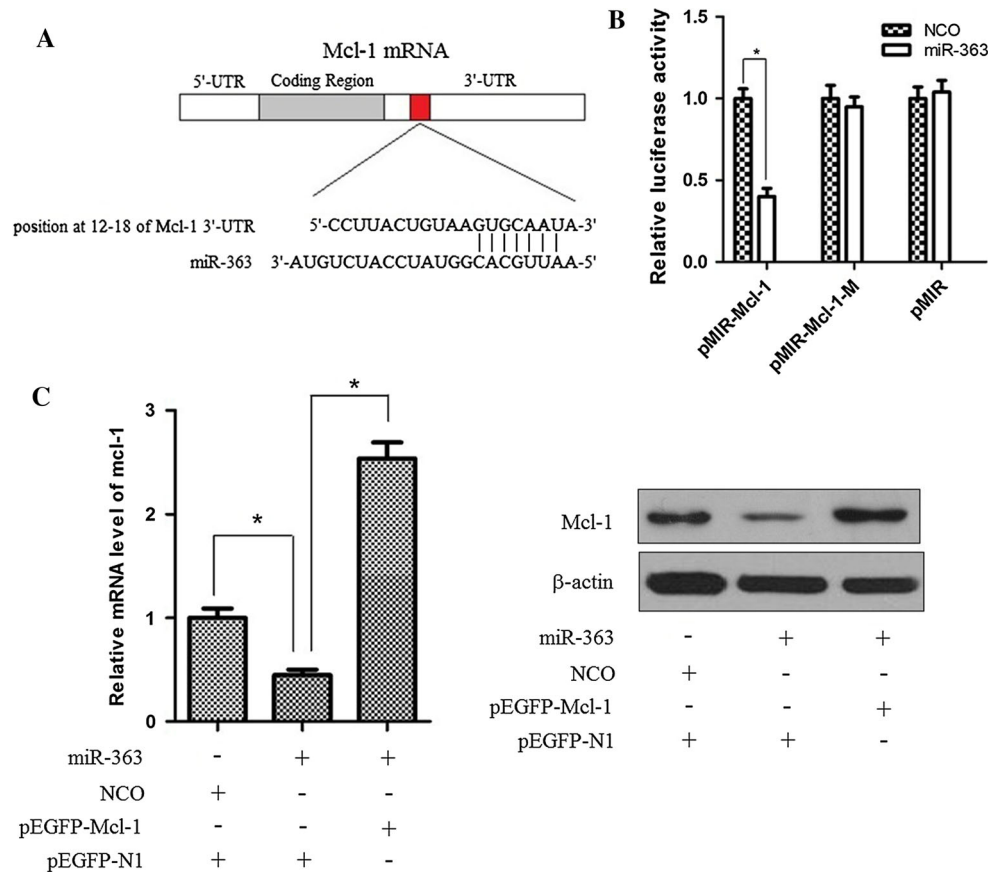 A
Mcl-1 mRNA
5'-UTR Coding Region 3'-UTR
position at 12-18 of Mcl-1 3'-UTR 5'-CCUUACUGUAAGUGCAAUA-3'
miR-363 3'-AUGUCUACCUAUGGCACGUUAA-5'
B
Relative luciferase activity
1.5
1.0
0.5
0.0
NCO
miR-363
*
pMIR-Mcl-1
pMIR-Mcl-1-M
pMIR
C
Relative mRNA level of mcl-1
3
2
1
0
*
*
miR-363 - + +
NCO + - -
pEGFP-Mcl-1 - - +
pEGFP-N1 + + -
Mcl-1
β-actin
miR-363 - + +
NCO + - -
pEGFP-Mcl-1 - - +
pEGFP-N1 + + -